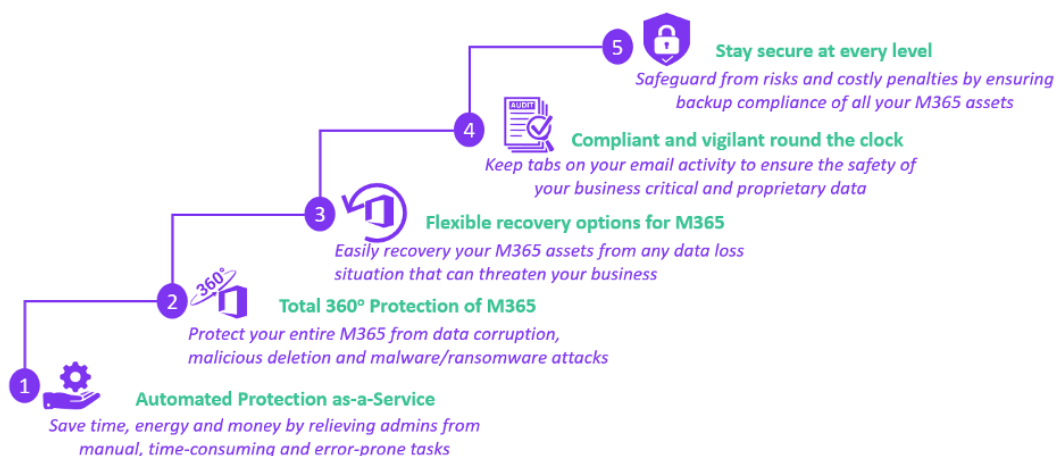 5
Stay secure at every level
Safeguard from risks and costly penalties by ensuring
backup compliance of all your M365 assets
4
AUDIT
Compliant and vigilant round the clock
Keep tabs on your email activity to ensure the safety of
your business critical and proprietary data
3
Flexible recovery options for M365
Easily recovery your M365 assets from any data loss
situation that can threaten your business
2
360°
Total 360° Protection of M365
Protect your entire M365 from data corruption,
malicious deletion and malware/ransomware attacks
1
Automated Protection as-a-Service
Save time, energy and money by relieving admins from
manual, time-consuming and error-prone tasks